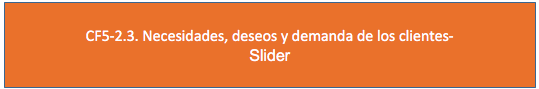 CF5-2.3. Necesidades, deseos y demanda de los clientes-
Slider